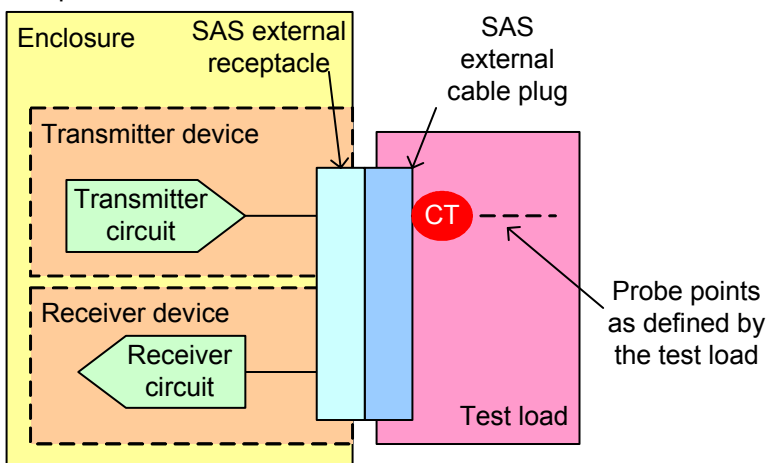 Enclosure
SAS external
receptacle
SAS
external
cable plug
Transmitter device
Transmitter
circuit
CT
Receiver device
Receiver
circuit
Probe points
as defined by
the test load
Test load